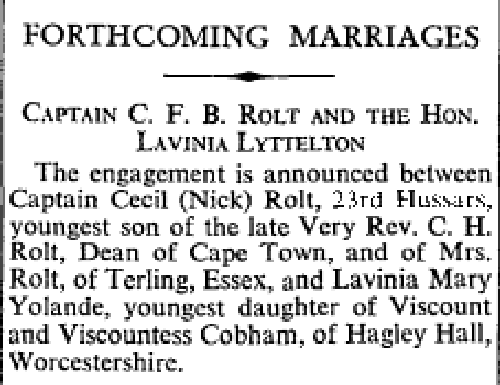 FORTHCOMING MARRIAGES
CAPTAIN C. F. B. ROLT AND THE HON.
LAVINIA LYTTELTON
The engagement is announced between
Captain Cecil (Nick) Rolt, 23rd Hussars,
youngest son of the late Very Rev. C. H.
Rolt, Dean of Cape Town, and of Mrs.
Rolt, of Terling, Essex, and Lavinia Mary
Yolande, youngest daughter of Viscount
and Viscountess Cobham, of Hagley Hall,
Worcestershire.